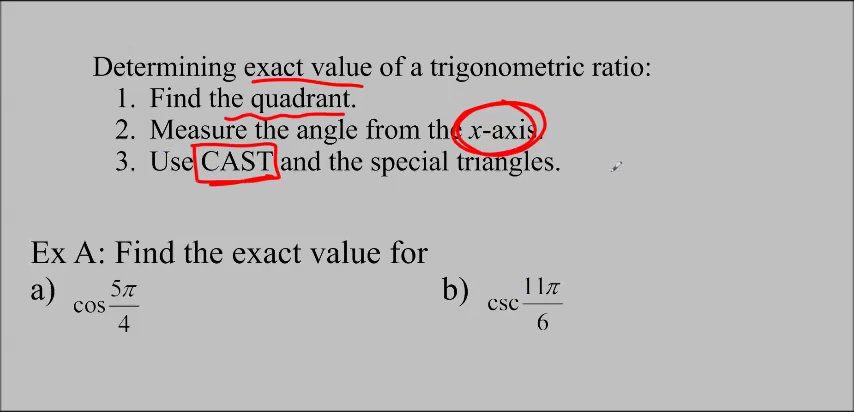 Determining exact value of a trigonometric ratio:
1. Find the quadrant.
2. Measure the angle from the x-axis.
3. Use CAST and the special triangles.
Ex A: Find the exact value for
a) cos 5π/4 b) csc 11π/6